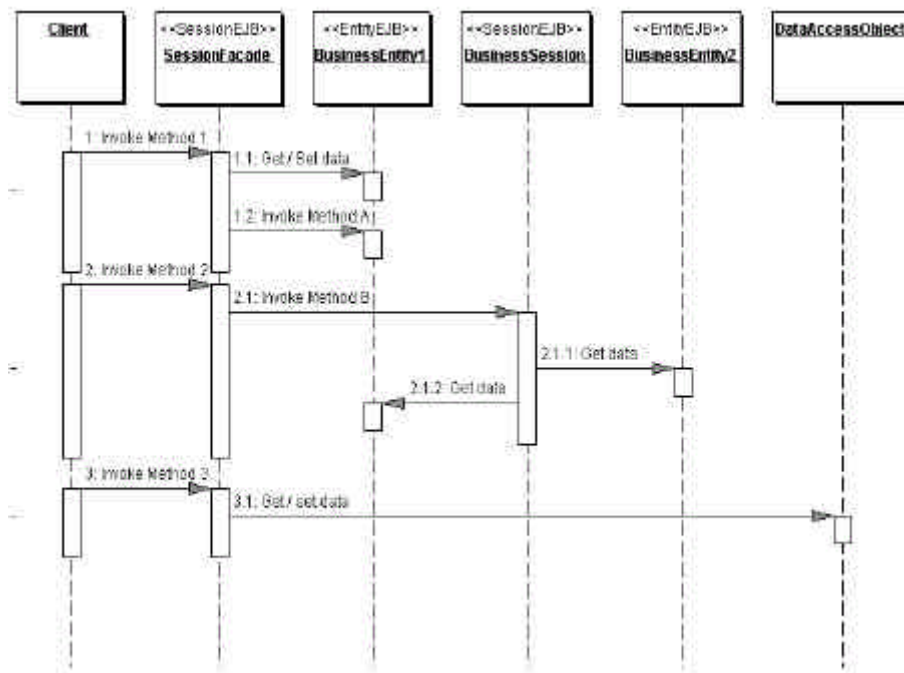 Client
<<SessionEJB>>
SessionFacade
<<EntityEJB>>
BusinessEntity1
<<SessionEJB>>
BusinessSession
<<EntityEJB>>
BusinessEntity2
DataAccessObject
1: Invoke Method 1
1.1: Get / Set data
1.2: Invoke Method A
2: Invoke Method 2
2.1: Invoke Method B
2.1.1: Get data
2.1.2: Get data
3: Invoke Method 3
3.1: Get / set data